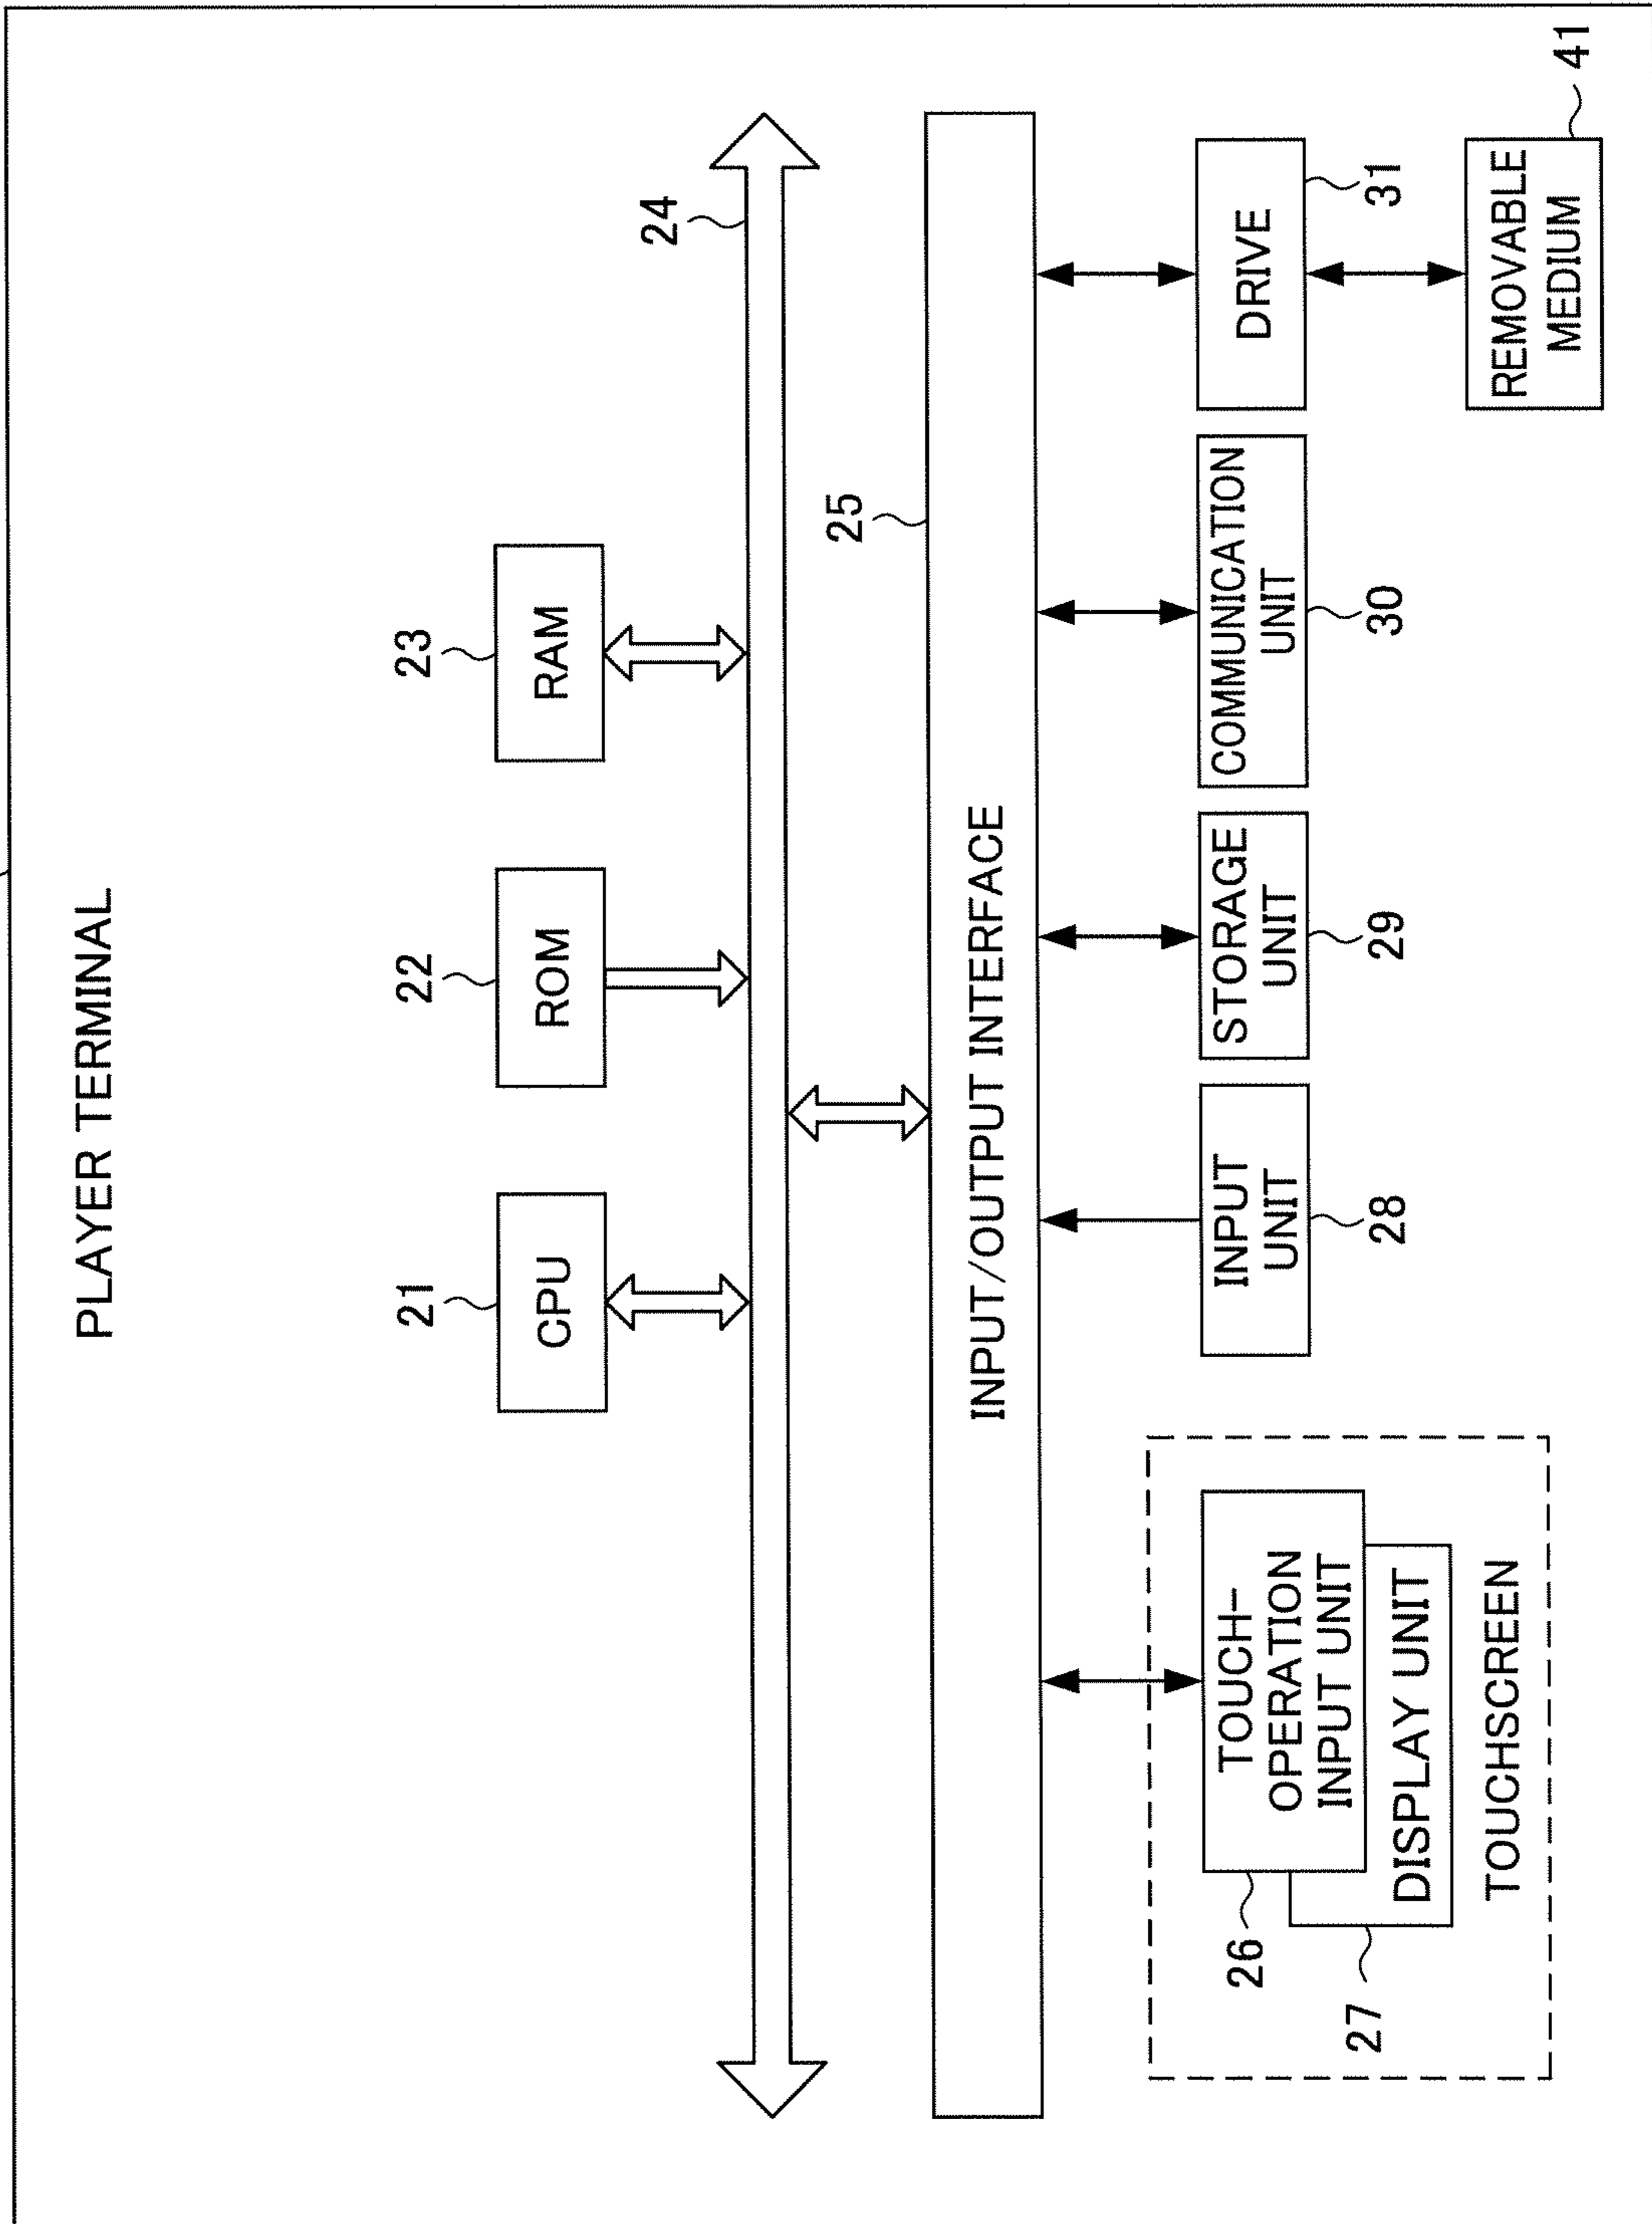 PLAYER TERMINAL
21
22
23
CPU
ROM
RAM
24
25
INPUT/OUTPUT INTERFACE
TOUCH-
OPERATION
INPUT UNIT
26
DISPLAY UNIT
27
TOUCHSCREEN
INPUT
UNIT
28
STORAGE
UNIT
29
COMMUNICATION
UNIT
30
DRIVE
31
REMOVABLE
MEDIUM
41